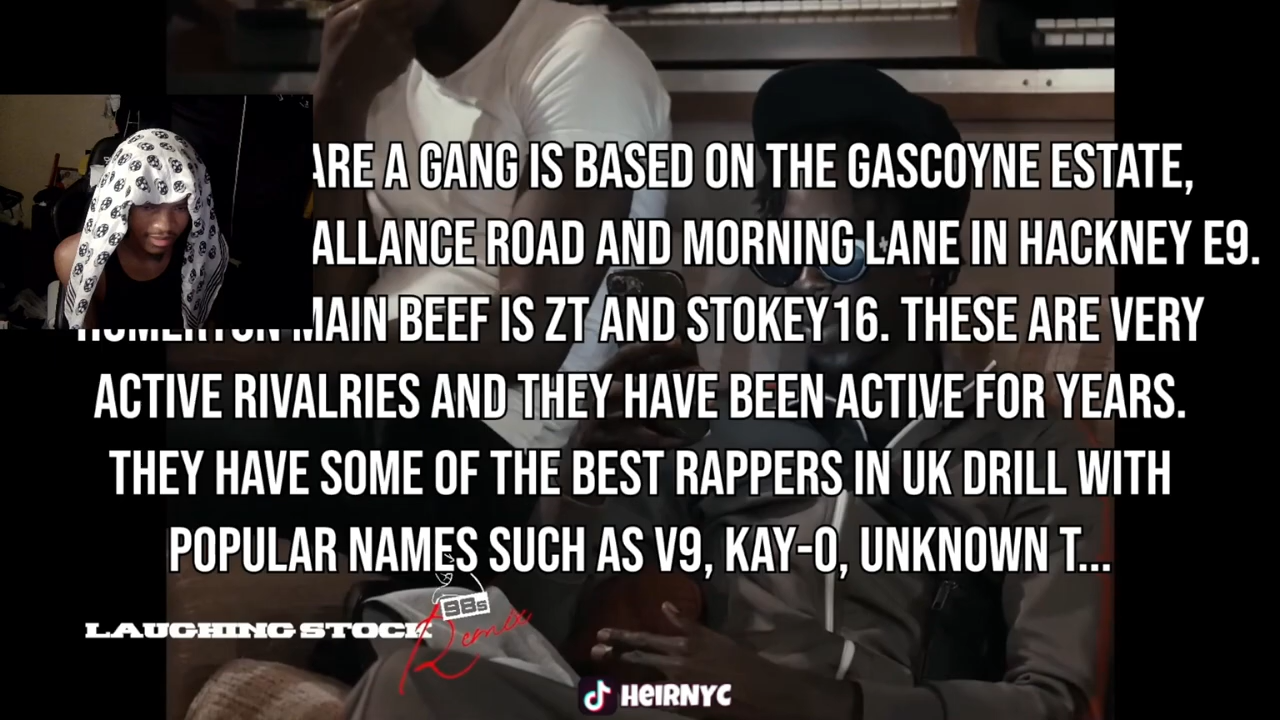 ARE A GANG IS BASED ON THE GASCOYNE ESTATE,
ALLANCE ROAD AND MORNING LANE IN HACKNEY E9.
HOMERTON MAIN BEEF IS ZT AND STOKEY16. THESE ARE VERY
ACTIVE RIVALRIES AND THEY HAVE BEEN ACTIVE FOR YEARS.
THEY HAVE SOME OF THE BEST RAPPERS IN UK DRILL WITH
POPULAR NAMES SUCH AS V9, KAY-O, UNKNOWN T...
98s
LAUGHING STOCK Remix
HEIRNYC